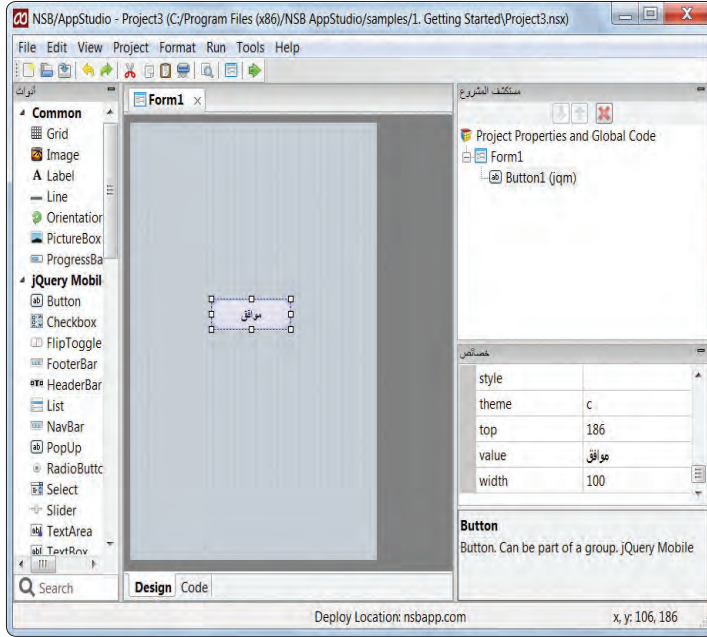 NSB/AppStudio - Project3 (C:/Program Files (x86)/NSB AppStudio/samples/1. Getting Started\Project3.nsx)
File Edit View Project Format Run Tools Help
أدوات
Common
Grid
Image
A Label
Line
Orientation
PictureBox
ProgressBa
jQuery Mobil
Button
Checkbox
FlipToggle
FooterBar
HeaderBar
List
NavBar
PopUp
RadioButtc
Select
Slider
TextArea
TextBox
Search
Form1
موافق
Design Code
مستكشف المشروع
Project Properties and Global Code
Form1
Button1 (jqm)
خصائص
style
theme c
top 186
value موافق
width 100
Button
Button. Can be part of a group. jQuery Mobile
Deploy Location: nsbapp.com x, y: 106, 186